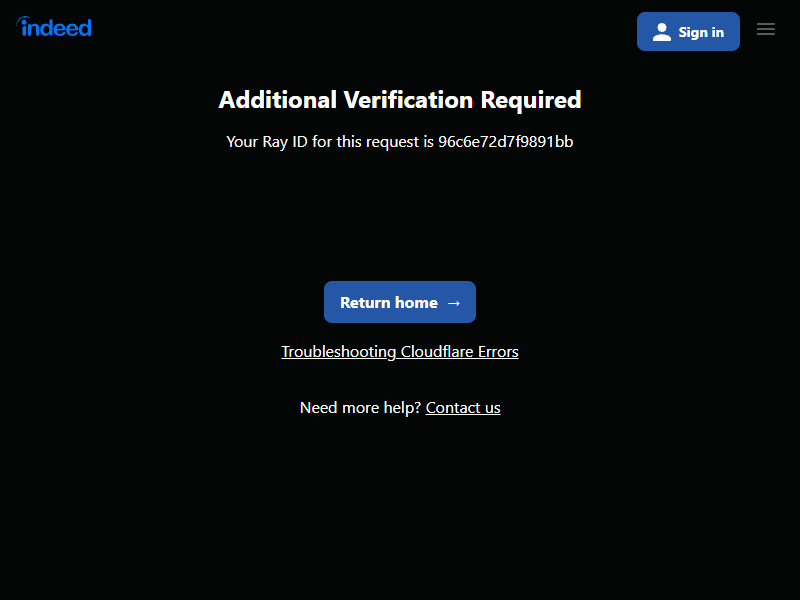 indeed
Sign in
Additional Verification Required
Your Ray ID for this request is 96c6e72d7f9891bb
Return home →
Troubleshooting Cloudflare Errors
Need more help? Contact us